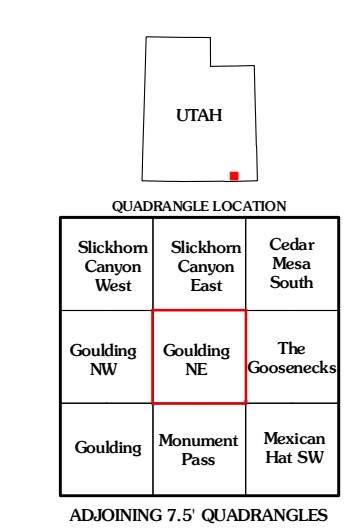 UTAH
QUADRANGLE LOCATION
Slickhorn
Canyon
West
Slickhorn
Canyon
East
Cedar
Mesa
South
Goulding
NW
Goulding
NE
The
Goosenecks
Goulding
Monument
Pass
Mexican
Hat SW
ADJOINING 7.5' QUADRANGLES